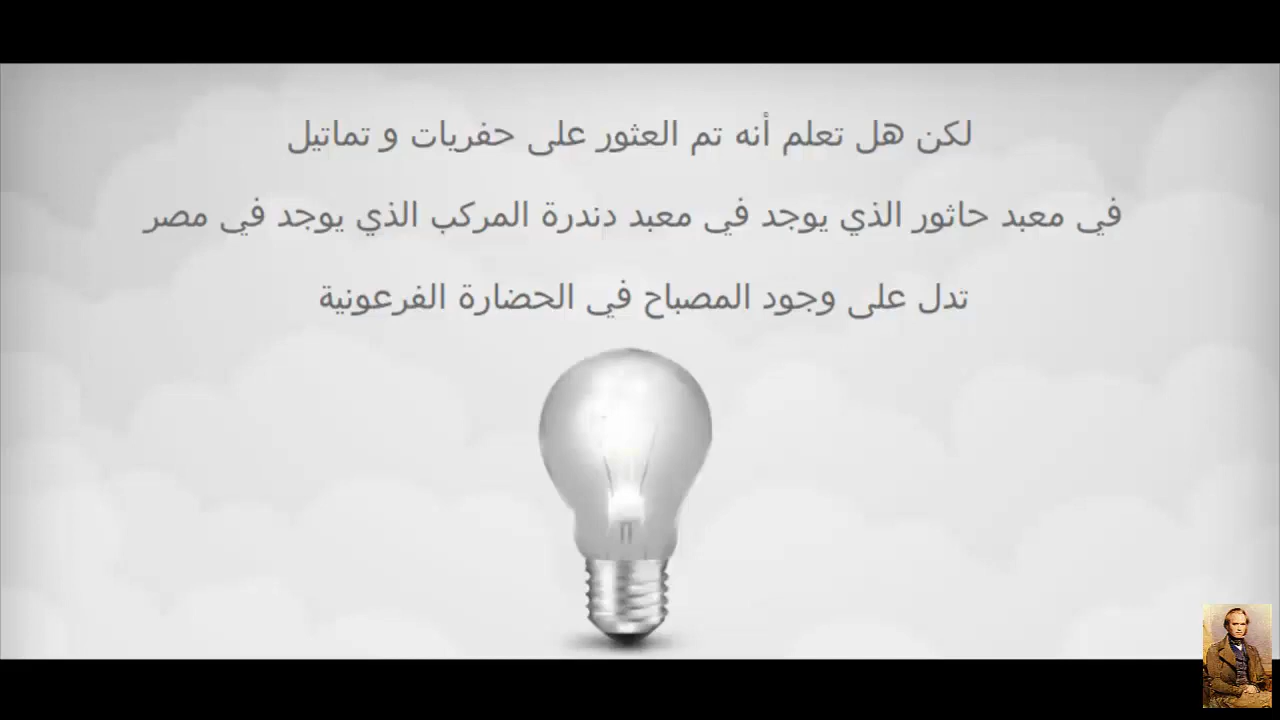 لكن هل تعلم أنه تم العثور على حفريات و تماتيل
في معبد حاثور الذي يوجد في معبد دندرة المركب الذي يوجد في مصر
تدل على وجود المصباح في الحضارة الفرعونية